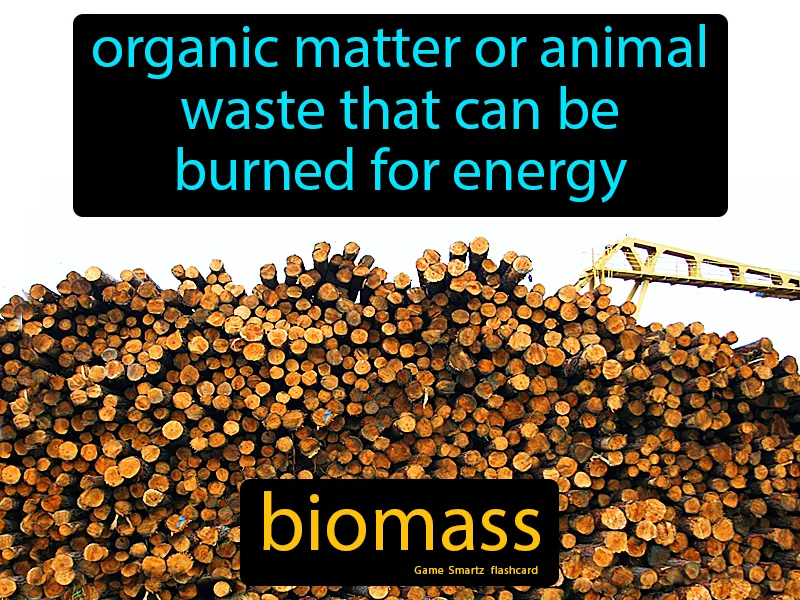 organic matter or animal
waste that can be
burned for energy
biomass
Game Smartz flashcard